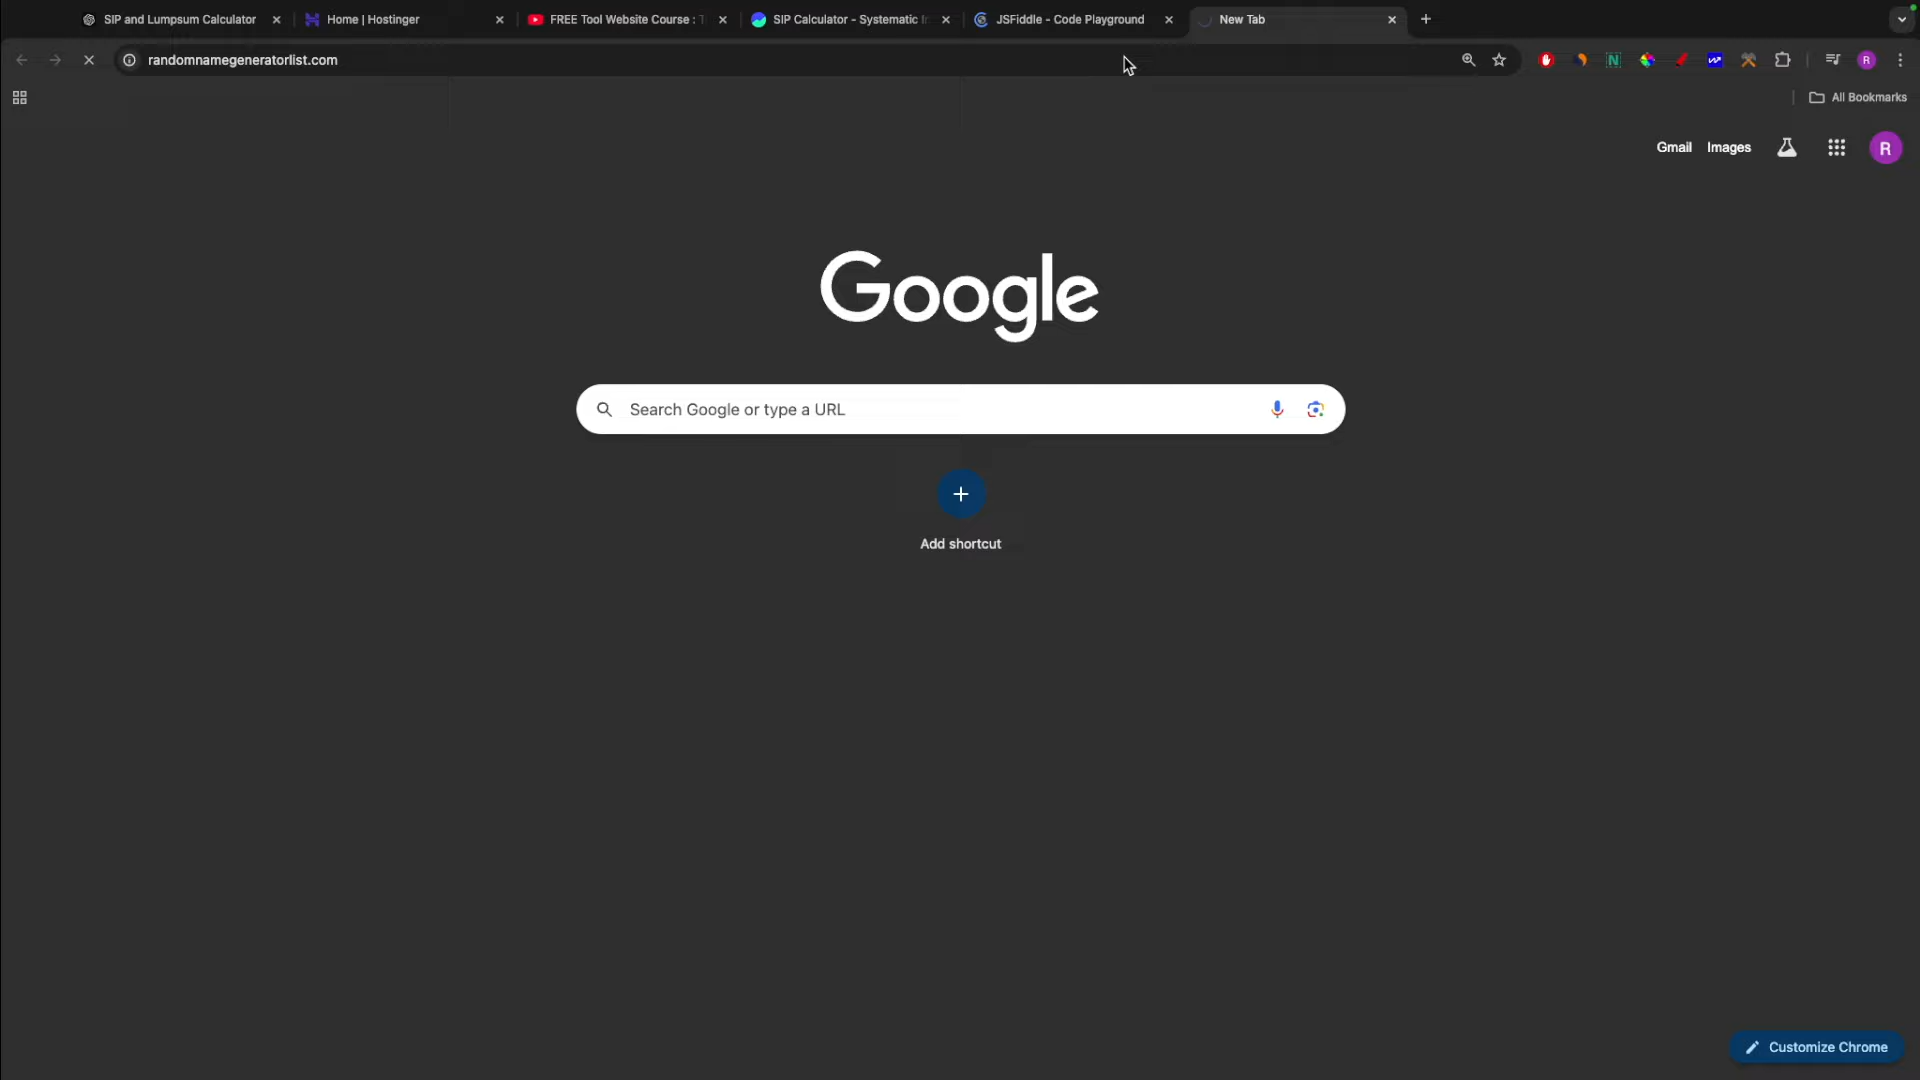 SIP and Lumpsum Calculator
Home | Hostinger
FREE Tool Website Course :
SIP Calculator - Systematic
JSFiddle - Code Playground
New Tab
randomnamegeneratorlist.com
All Bookmarks
Gmail Images
R
Google
Search Google or type a URL
Add shortcut
Customize Chrome